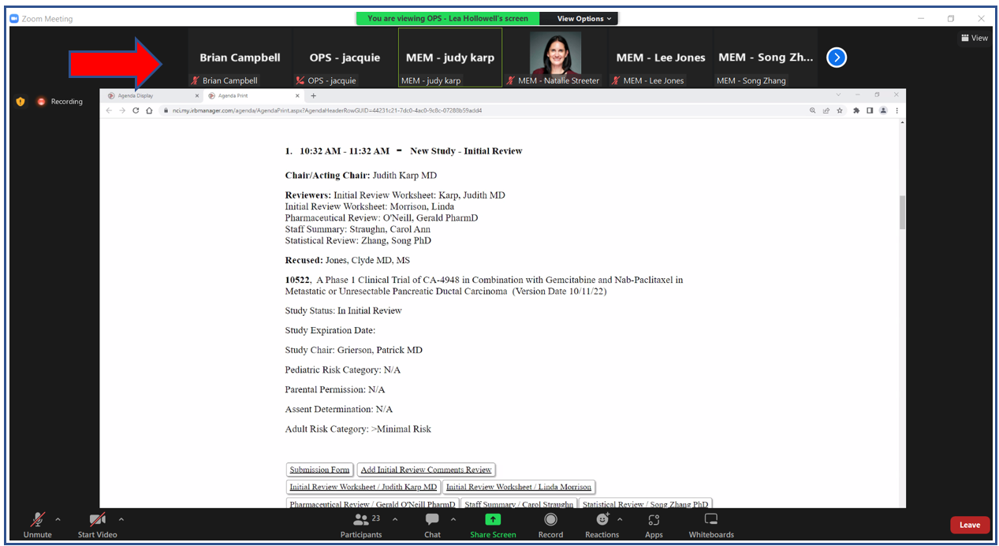 Zoom Meeting
You are viewing OPS - Lea Hollowell's screen
View Options
View
Brian Campbell
OPS - jacquie
MEM - judy karp
MEM - Lee Jones
MEM - Song Zh...
Brian Campbell
OPS - jacquie
MEM - judy karp
MEM - Natalie Streeter
MEM - Lee Jones
MEM - Song Zhang
Recording
Agenda Display
Agenda Print
nci.my.irbmanager.com/agenda/AgendaPrint.aspx?AgendaHeaderRowGUID=44231c21-7dc0-4ac0-9c8c-07288b59add4
1. 10:32 AM - 11:32 AM - New Study - Initial Review
Chair/Acting Chair: Judith Karp MD
Reviewers: Initial Review Worksheet: Karp, Judith MD
Initial Review Worksheet: Morrison, Linda
Pharmaceutical Review: O'Neill, Gerald PharmD
Staff Summary: Straughn, Carol Ann
Statistical Review: Zhang, Song PhD
Recused: Jones, Clyde MD, MS
10522, A Phase 1 Clinical Trial of CA-4948 in Combination with Gemcitabine and Nab-Paclitaxel in
Metastatic or Unresectable Pancreatic Ductal Carcinoma (Version Date 10/11/22)
Study Status: In Initial Review
Study Expiration Date:
Study Chair: Grierson, Patrick MD
Pediatric Risk Category: N/A
Parental Permission: N/A
Assent Determination: N/A
Adult Risk Category: >Minimal Risk
Submission Form
Add Initial Review Comments Review
Initial Review Worksheet / Judith Karp MD
Initial Review Worksheet / Linda Morrison
Pharmaceutical Review / Gerald O'Neill PharmD
Staff Summary / Carol Straughn
Statistical Review / Song Zhang PhD
Unmute
Start Video
23
Participants
Chat
Share Screen
Record
Reactions
Apps
Whiteboards
Leave